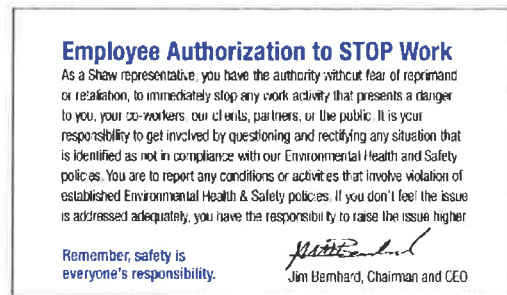 Employee Authorization to STOP Work
As a Shaw representative, you have the authority without fear of reprimand
or retaliation, to immediately stop any work activity that presents a danger
to you, your co-workers, our clients, partners, or the public. It is your
responsibility to get involved by questioning and rectifying any situation that
is identified as not in compliance with our Environmental Health and Safety
policies. You are to report any conditions or activities that involve violation of
established Environmental Health & Safety policies. If you don't feel the issue
is addressed adequately, you have the responsibility to raise the issue higher
Remember, safety is
everyone's responsibility.
Jim Bernhard, Chairman and CEO